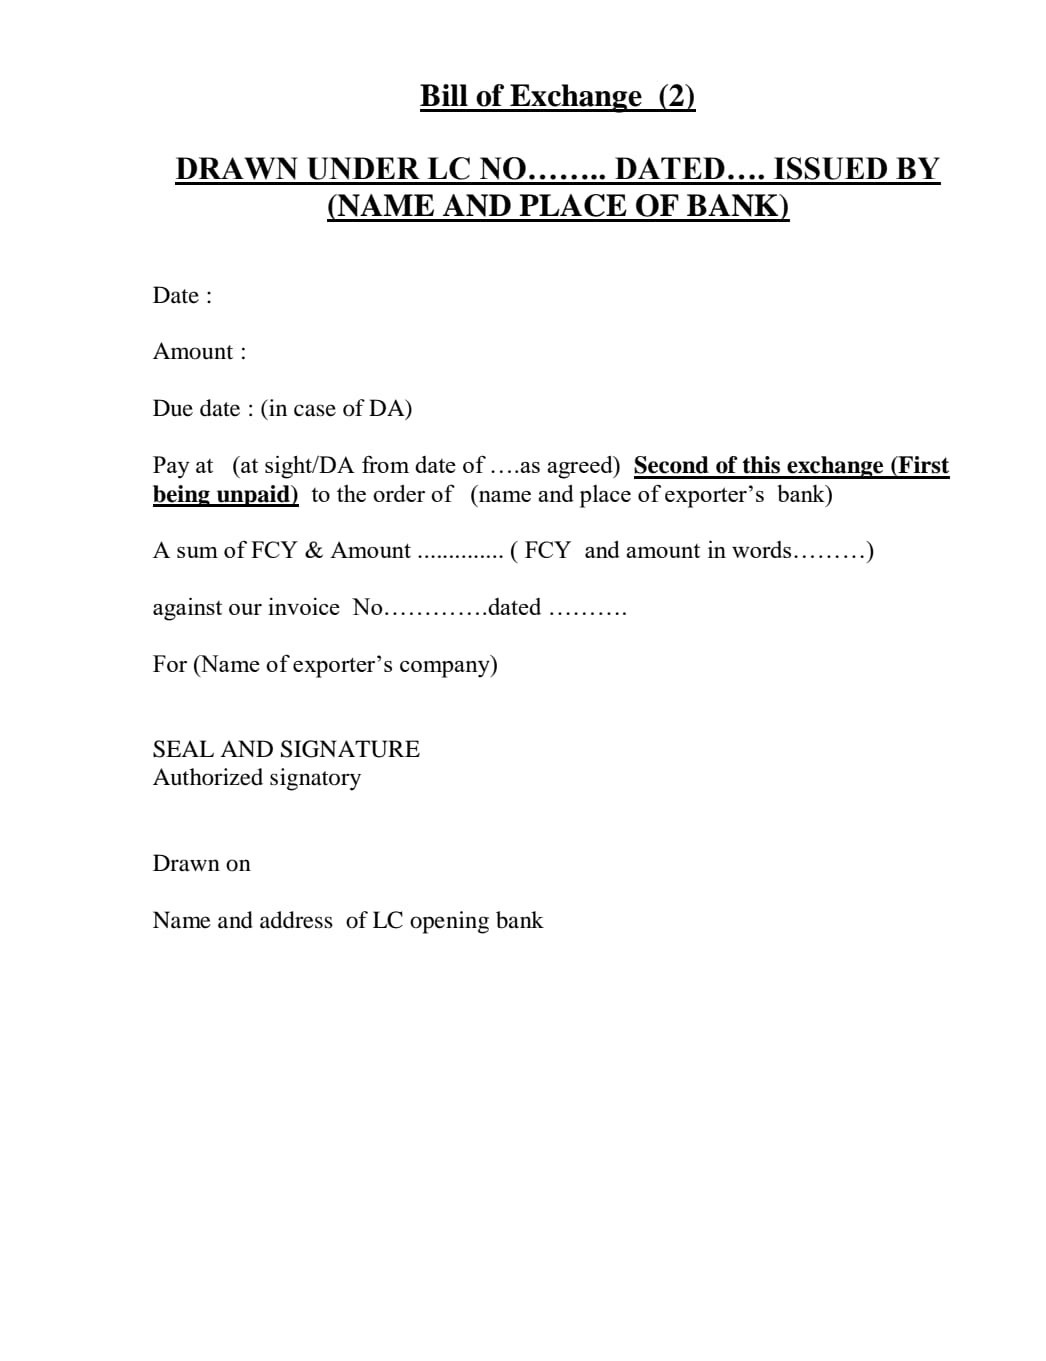 Bill of Exchange (2)
DRAWN UNDER LC NO…….. DATED…. ISSUED BY
(NAME AND PLACE OF BANK)
Date :
Amount :
Due date : (in case of DA)
Pay at (at sight/DA from date of ….as agreed) Second of this exchange (First
being unpaid) to the order of (name and place of exporter’s bank)
A sum of FCY & Amount .............. ( FCY and amount in words………)
against our invoice No………….dated ……….
For (Name of exporter’s company)
SEAL AND SIGNATURE
Authorized signatory
Drawn on
Name and address of LC opening bank